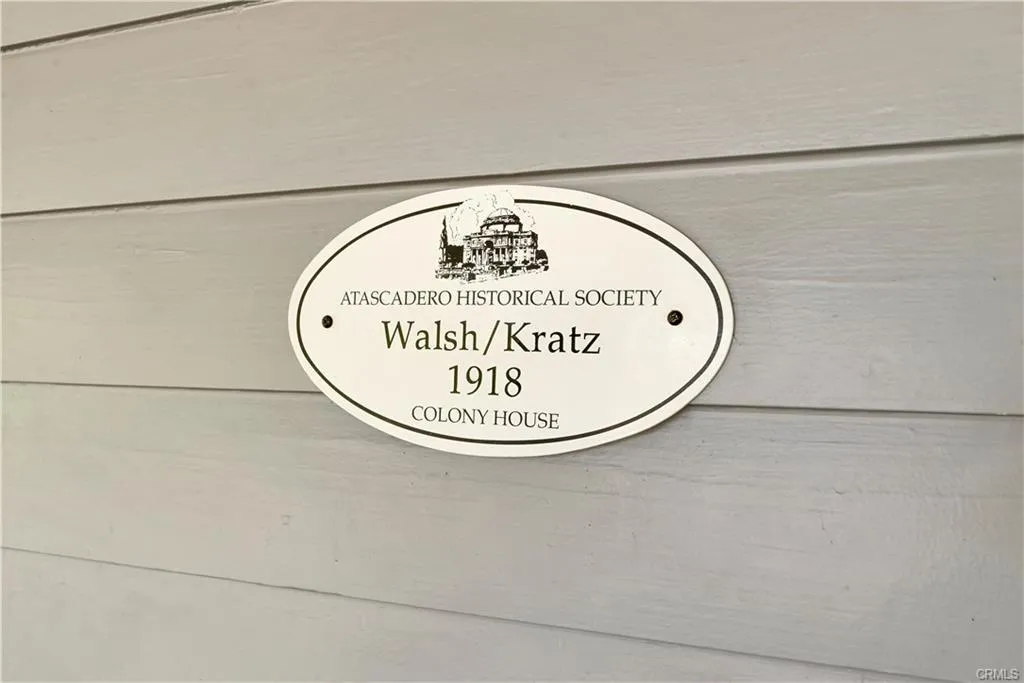 ATASCADERO HISTORICAL SOCIETY
Walsh/Kratz
1918
COLONY HOUSE
CRMLS